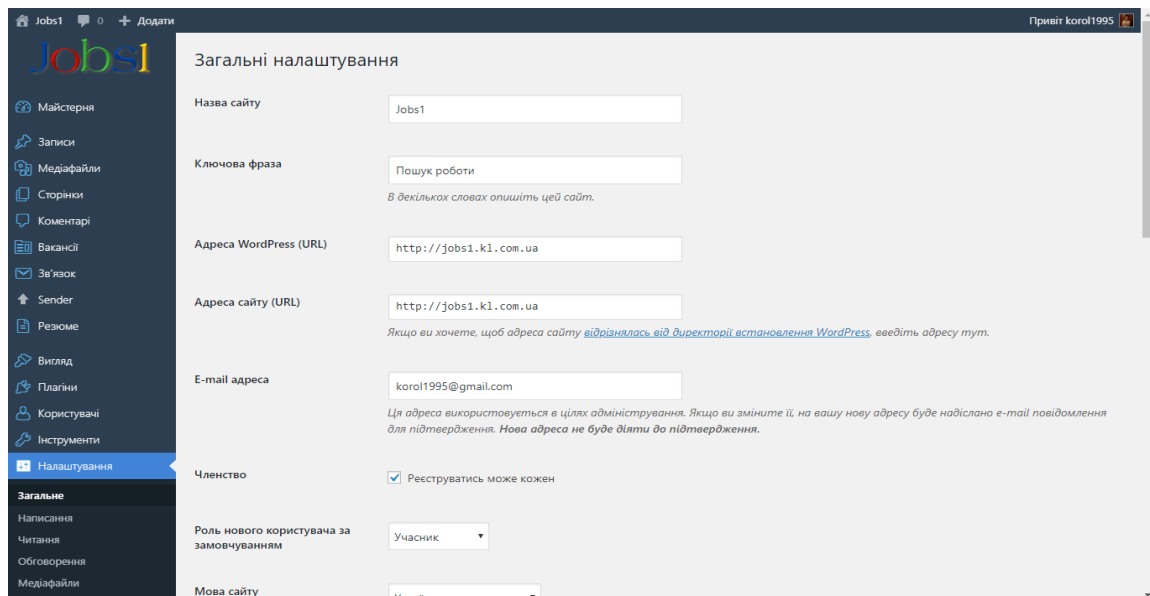 Jobs1 0 Додати Привіт korol1995
Jobs1
Майстерня
Записи
Медіафайли
Сторінки
Коментарі
Вакансії
Зв'язок
Sender
Резюме
Вигляд
Плагіни
Користувачі
Інструменти
Налаштування
Загальне
Написання
Читання
Обговорення
Медіафайли
Загальні налаштування
Назва сайту
Jobs1
Ключова фраза
Пошук роботи
В декількох словах опишіть цей сайт.
Адреса WordPress (URL)
http://jobs1.kl.com.ua
Адреса сайту (URL)
http://jobs1.kl.com.ua
Якщо ви хочете, щоб адреса сайту відрізнялась від директорії встановлення WordPress, введіть адресу тут.
E-mail адреса
korol1995@gmail.com
Ця адреса використовується в цілях адміністрування. Якщо ви зміните її, на вашу нову адресу буде надіслано e-mail повідомлення
для підтвердження. Нова адреса не буде діяти до підтвердження.
Членство
Реєструватись може кожен
Роль нового користувача за
замовчуванням
Учасник
Мова сайту